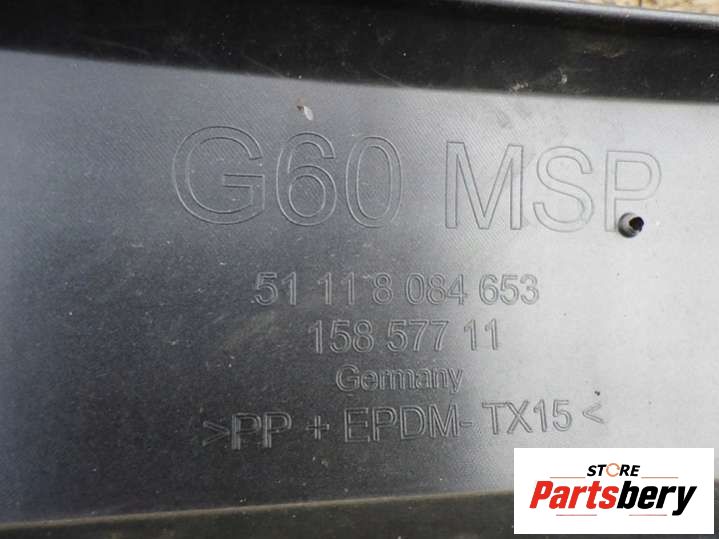 G60 MSP
51 11 8 084 653
158 577 11
Germany
>PP + EPDM- TX15<
STORE
Partsbery